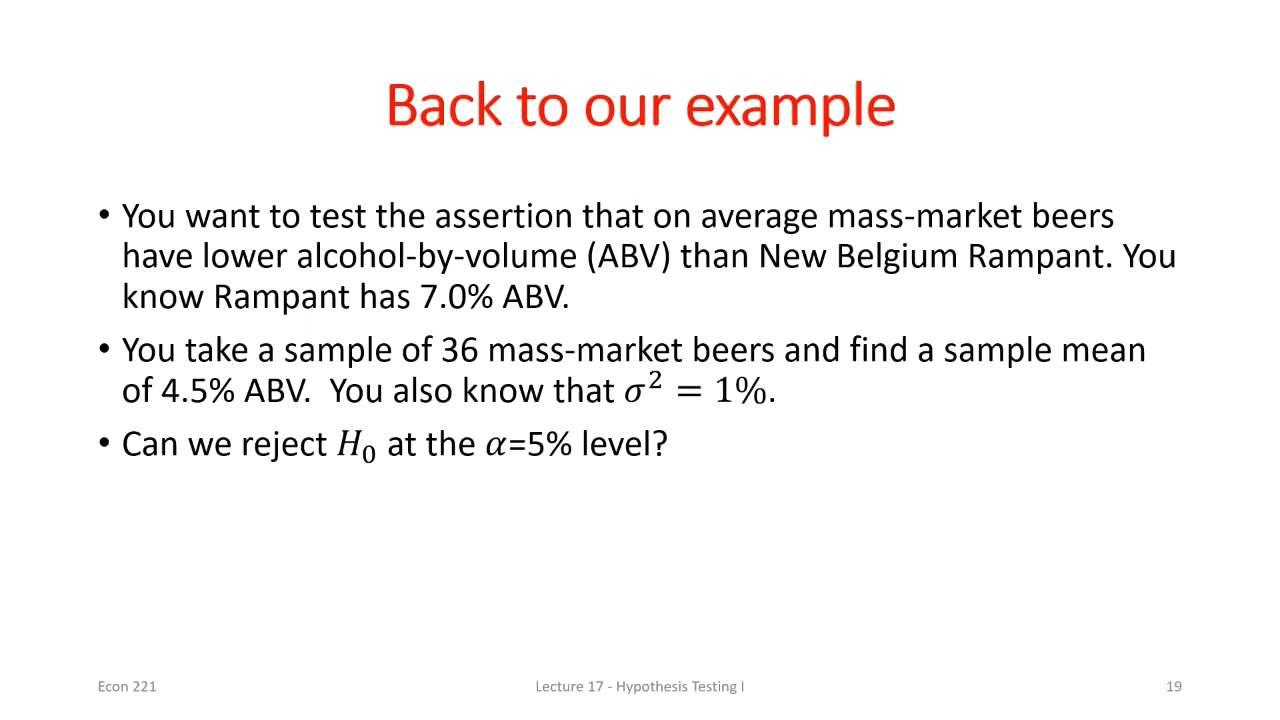 Back to our example
• You want to test the assertion that on average mass-market beers
have lower alcohol-by-volume (ABV) than New Belgium Rampant. You
know Rampant has 7.0% ABV.
• You take a sample of 36 mass-market beers and find a sample mean
of 4.5% ABV.  You also know that 𝜎² = 1%.
• Can we reject 𝐻₀ at the 𝛼=5% level?
Econ 221
Lecture 17 - Hypothesis Testing I
19